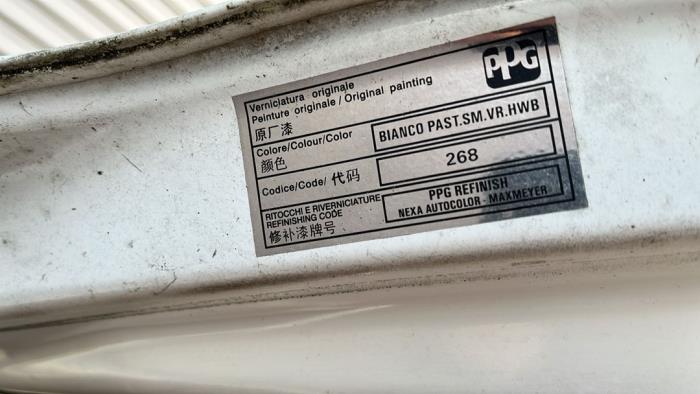 PPG
Verniciatura originale
Peinture originale / Original painting
原厂漆
Colore/Colour/Color
颜色
BIANCO PAST.SM.VR.HWB
Codice/Code/ 代码
268
RITOCCHI E RIVERNICIATURE
REFINISHING CODE
修补漆牌号
PPG REFINISH
NEXA AUTOCOLOR - MAXMEYER